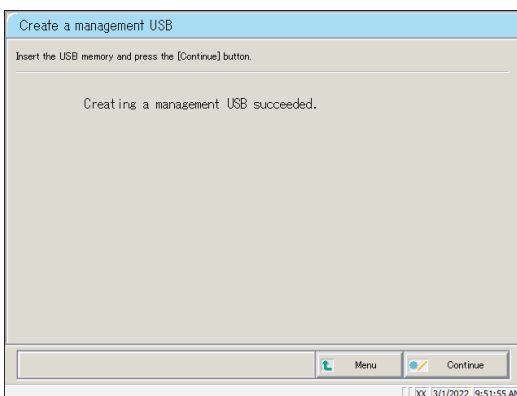 Create a management USB
Insert the USB memory and press the [Continue] button.
Creating a management USB succeeded.
Menu
Continue
XX 3/1/2022 9:51:55 AM